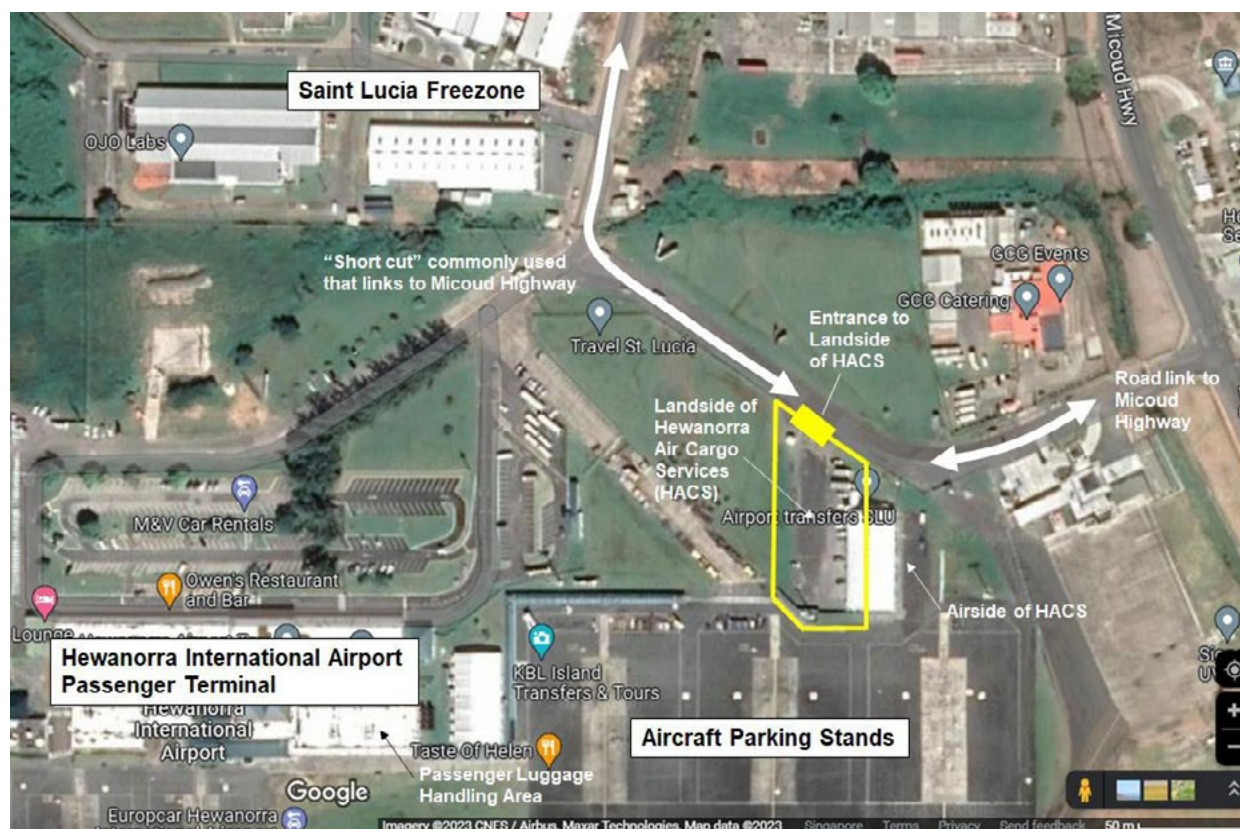 Saint Lucia Freezone
OJO Labs
Micoud Hwy
"Short cut" commonly used
that links to Micoud Highway
Travel St. Lucia
GCG Events
GCG Catering
Entrance to
Landside
of HACS
Road link to
Micoud
Highway
Landside of
Hewanorra
Air Cargo
Services
(HACS)
Airport transfers SLU
Airside of HACS
M&V Car Rentals
Owen's Restaurant
and Bar
Lounge
Hewanorra International Airport
Passenger Terminal
Hewanorra
International
Airport
KBL Island
Transfers & Tours
Aircraft Parking Stands
Taste Of Helen
Passenger Luggage
Handling Area
Google
Europcar Hewanorra
Imagery ©2023 CNES / Airbus, Maxar Technologies, Map data ©2023 Singapore Terms Privacy Send feedback 50 m